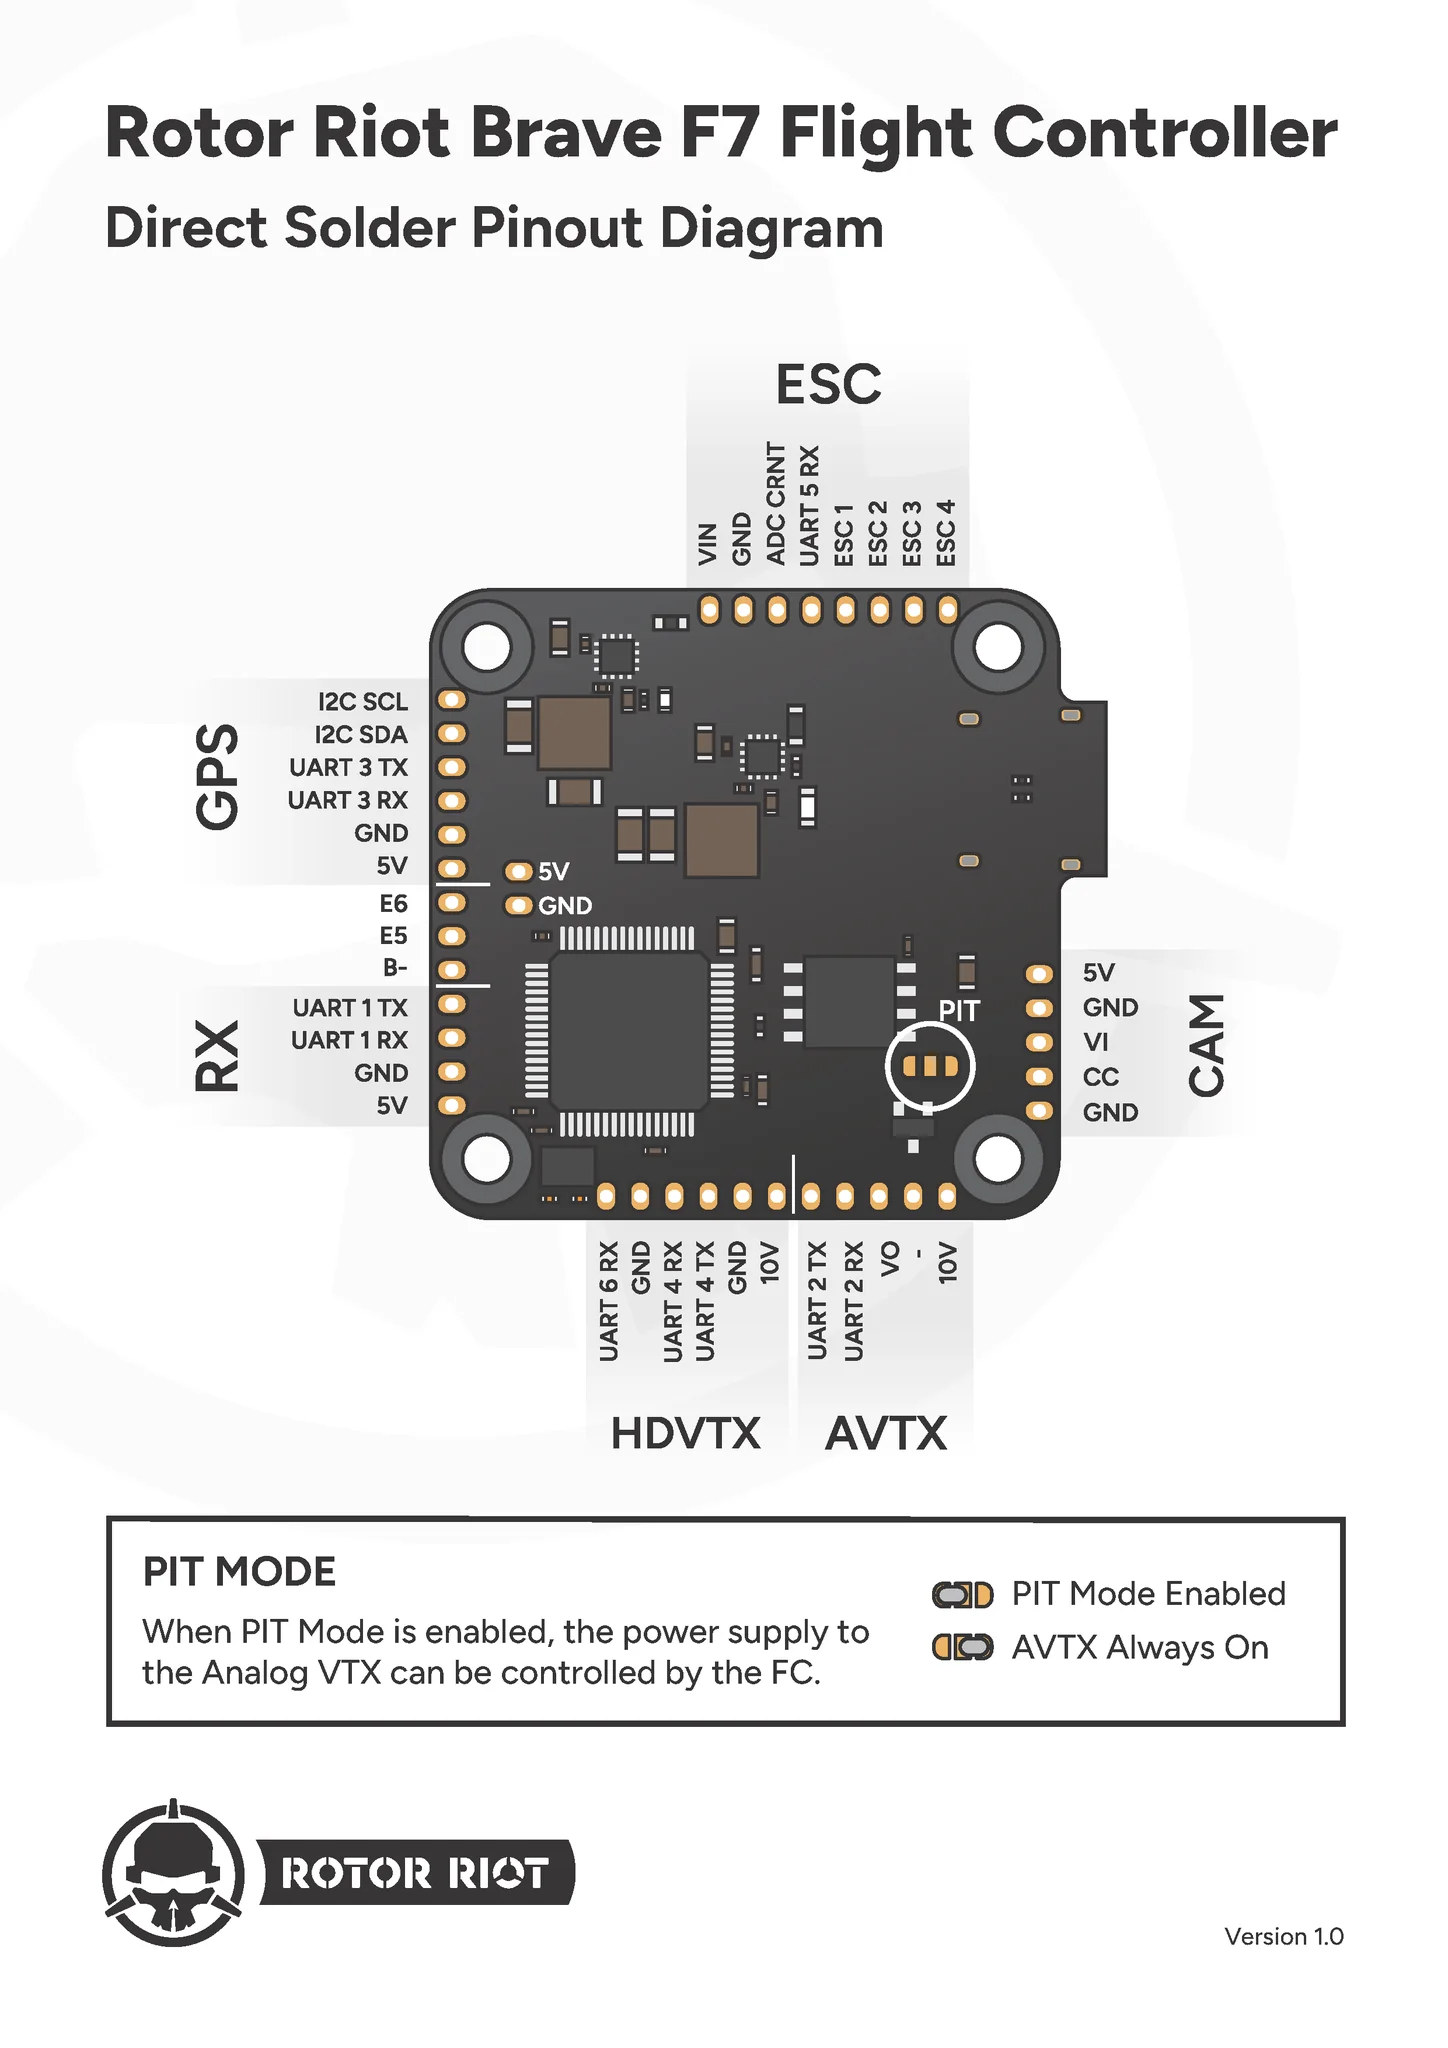 Rotor Riot Brave F7 Flight Controller
Direct Solder Pinout Diagram
ESC
VIN
GND
ADC CRNT
UART 5 RX
ESC 1
ESC 2
ESC 3
ESC 4
GPS
I2C SCL
I2C SDA
UART 3 TX
UART 3 RX
GND
5V
E6
E5
B-
RX
UART 1 TX
UART 1 RX
GND
5V
5V
GND
PIT
5V
GND
VI
CC
GND
CAM
UART 6 RX
GND
UART 4 RX
UART 4 TX
GND
10V
UART 2 TX
UART 2 RX
VO
-
10V
HDVTX
AVTX
PIT MODE
When PIT Mode is enabled, the power supply to
the Analog VTX can be controlled by the FC.
PIT Mode Enabled
AVTX Always On
ROTOR RIOT
Version 1.0